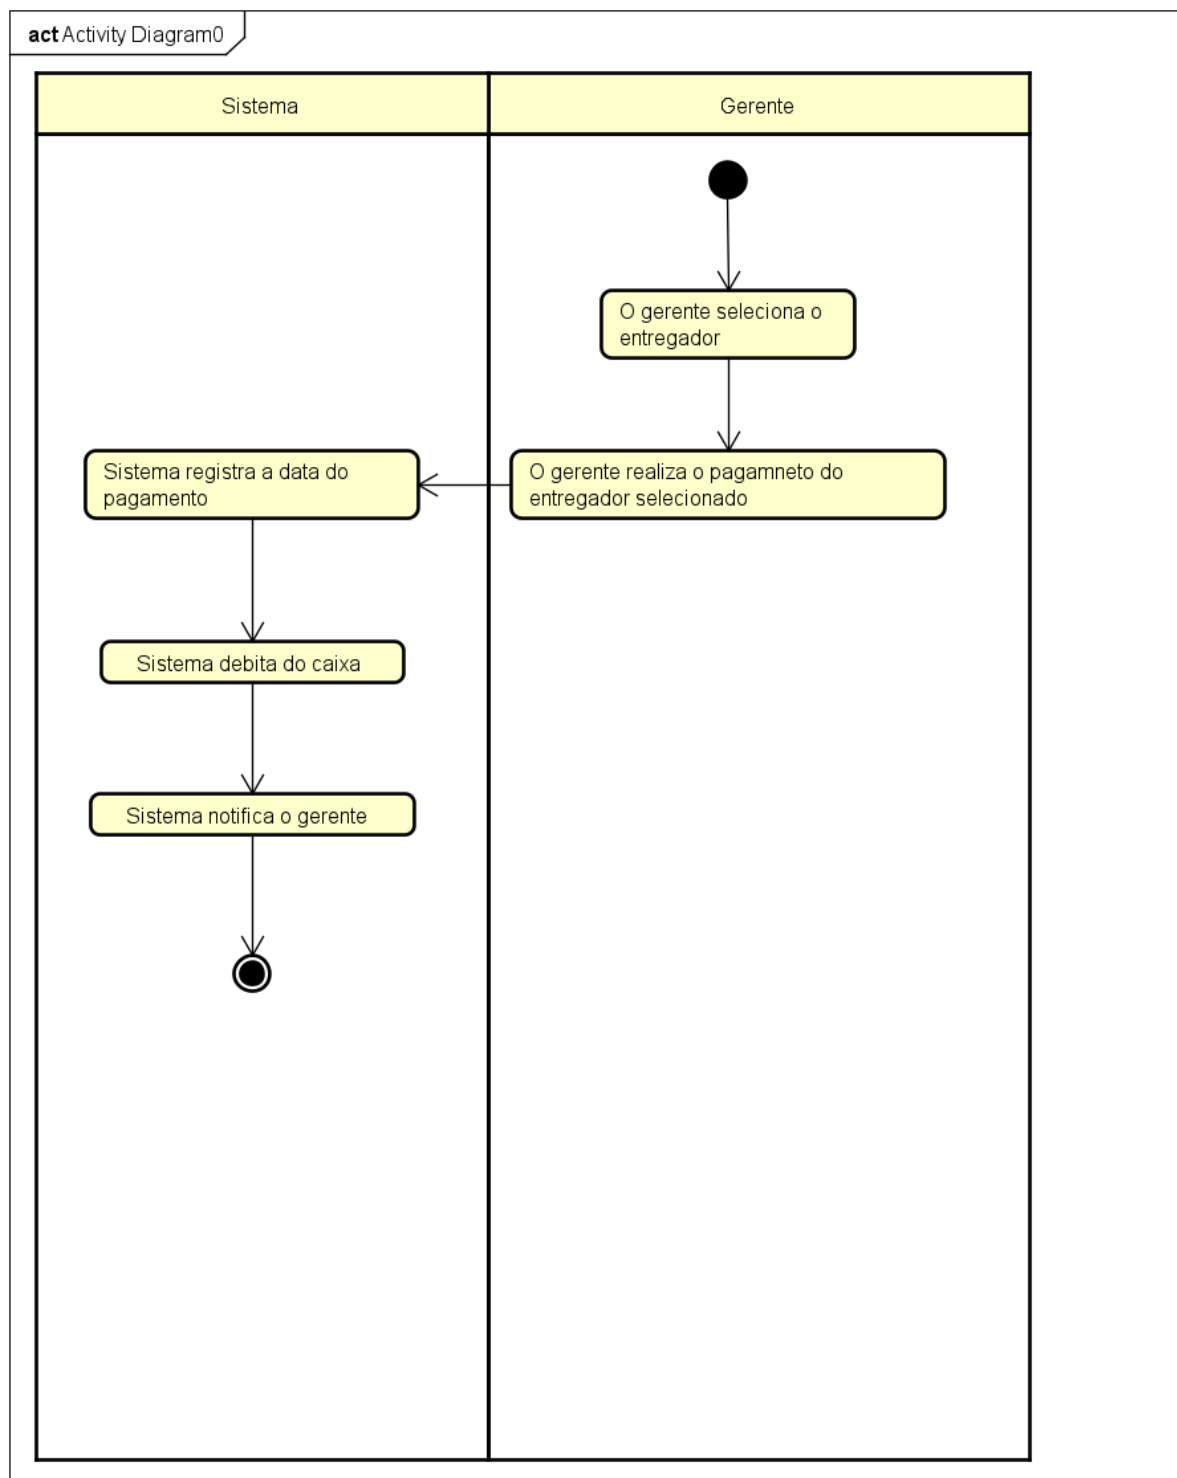 act Activity Diagram0
Sistema
Gerente
O gerente seleciona o
entregador
Sistema registra a data do
pagamento
O gerente realiza o pagamneto do
entregador selecionado
Sistema debita do caixa
Sistema notifica o gerente